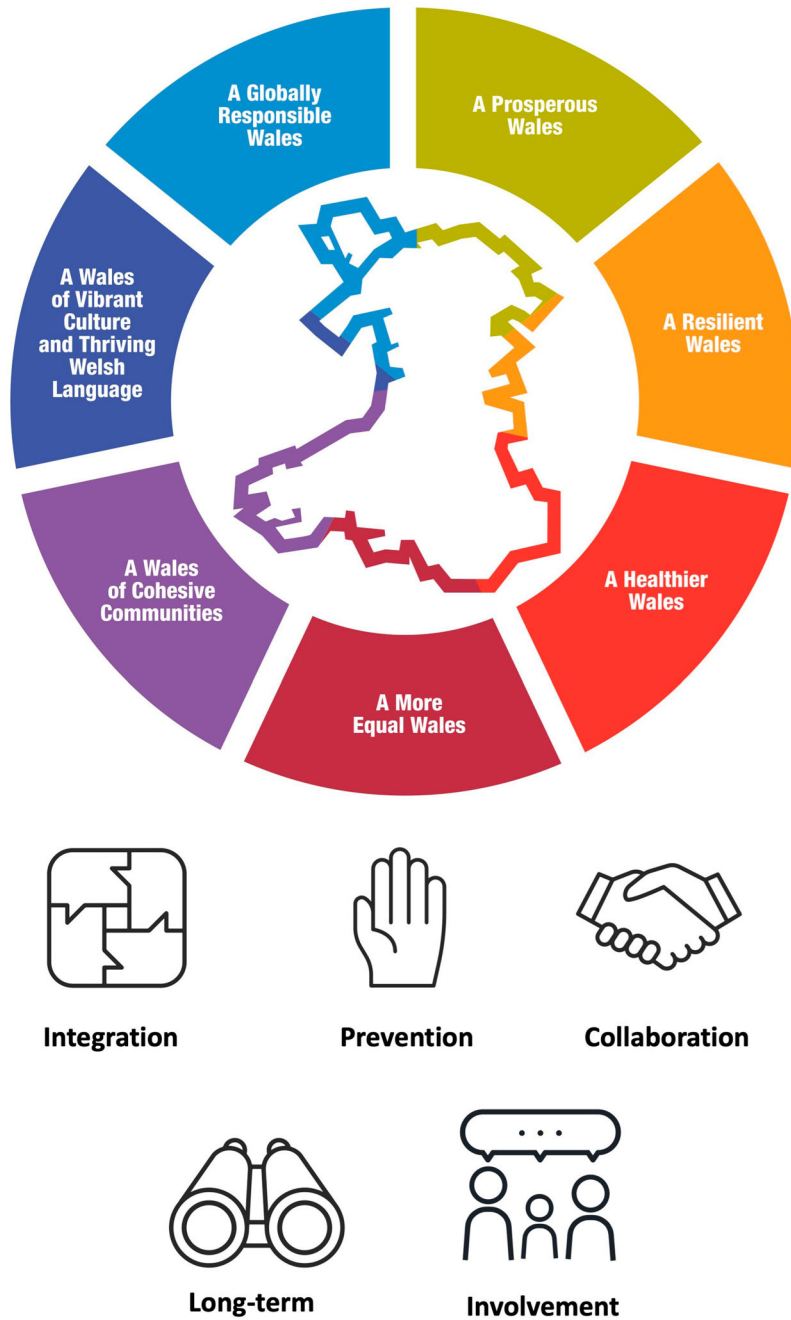 A Globally
Responsible
Wales
A Prosperous
Wales
A Wales
of Vibrant
Culture
and Thriving
Welsh
Language
A Resilient
Wales
A Wales
of Cohesive
Communities
A Healthier
Wales
A More
Equal Wales
Integration
Prevention
Collaboration
Long-term
Involvement